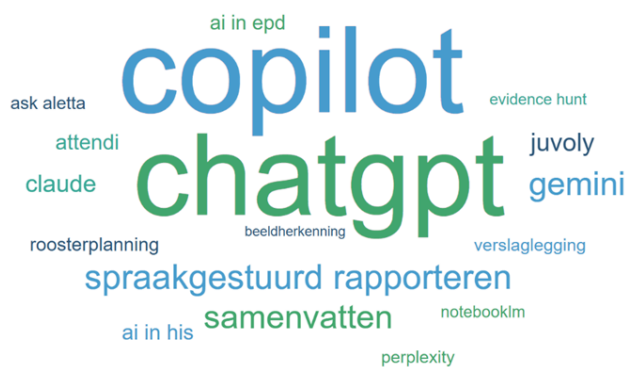 ai in epd
copilot
ask aletta
evidence hunt
attendi
chatgpt
juvoly
claude
gemini
beeldherkenning
roosterplanning
verslaglegging
spraakgestuurd rapporteren
samenvatten
notebooklm
ai in his
perplexity